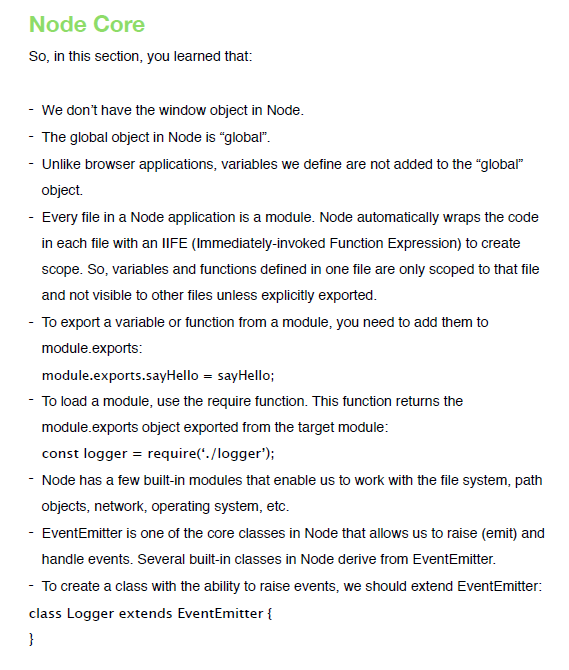 Node Core
So, in this section, you learned that:
- We don’t have the window object in Node.
- The global object in Node is “global”.
- Unlike browser applications, variables we define are not added to the “global”
object.
- Every file in a Node application is a module. Node automatically wraps the code
in each file with an IIFE (Immediately-invoked Function Expression) to create
scope. So, variables and functions defined in one file are only scoped to that file
and not visible to other files unless explicitly exported.
- To export a variable or function from a module, you need to add them to
module.exports:
module.exports.sayHello = sayHello;
- To load a module, use the require function. This function returns the
module.exports object exported from the target module:
const logger = require(‘./logger’);
- Node has a few built-in modules that enable us to work with the file system, path
objects, network, operating system, etc.
- EventEmitter is one of the core classes in Node that allows us to raise (emit) and
handle events. Several built-in classes in Node derive from EventEmitter.
- To create a class with the ability to raise events, we should extend EventEmitter:
class Logger extends EventEmitter {
}